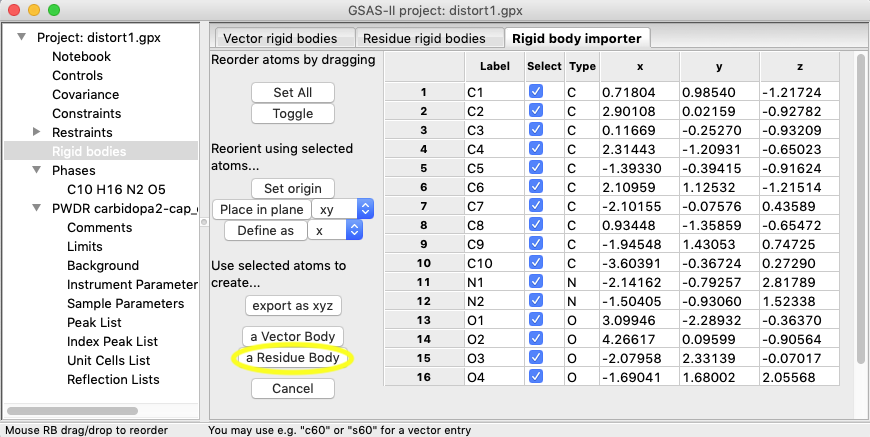 GSAS-II project: distort1.gpx
Project: distort1.gpx
Notebook
Controls
Covariance
Constraints
Restraints
Rigid bodies
Phases
C10 H16 N2 O5
PWDR carbidopa2-cap_
Comments
Limits
Background
Instrument Parameter
Sample Parameters
Peak List
Index Peak List
Unit Cells List
Reflection Lists
Vector rigid bodies Residue rigid bodies Rigid body importer
Reorder atoms by dragging
Set All
Toggle
Reorient using selected
atoms...
Set origin
Place in plane xy
Define as x
Use selected atoms to
create...
export as xyz
a Vector Body
a Residue Body
Cancel
Label Select Type x y z
1 C1 C 0.71804 0.98540 -1.21724
2 C2 C 2.90108 0.02159 -0.92782
3 C3 C 0.11669 -0.25270 -0.93209
4 C4 C 2.31443 -1.20931 -0.65023
5 C5 C -1.39330 -0.39415 -0.91624
6 C6 C 2.10959 1.12532 -1.21514
7 C7 C -2.10155 -0.07576 0.43589
8 C8 C 0.93448 -1.35859 -0.65472
9 C9 C -1.94548 1.43053 0.74725
10 C10 C -3.60391 -0.36724 0.27290
11 N1 N -2.14162 -0.79257 2.81789
12 N2 N -1.50405 -0.93060 1.52338
13 O1 O 3.09946 -2.28932 -0.36370
14 O2 O 4.26617 0.09599 -0.90564
15 O3 O -2.07958 2.33139 -0.07017
16 O4 O -1.69041 1.68002 2.05568
Mouse RB drag/drop to reorder
You may use e.g. "c60" or "s60" for a vector entry